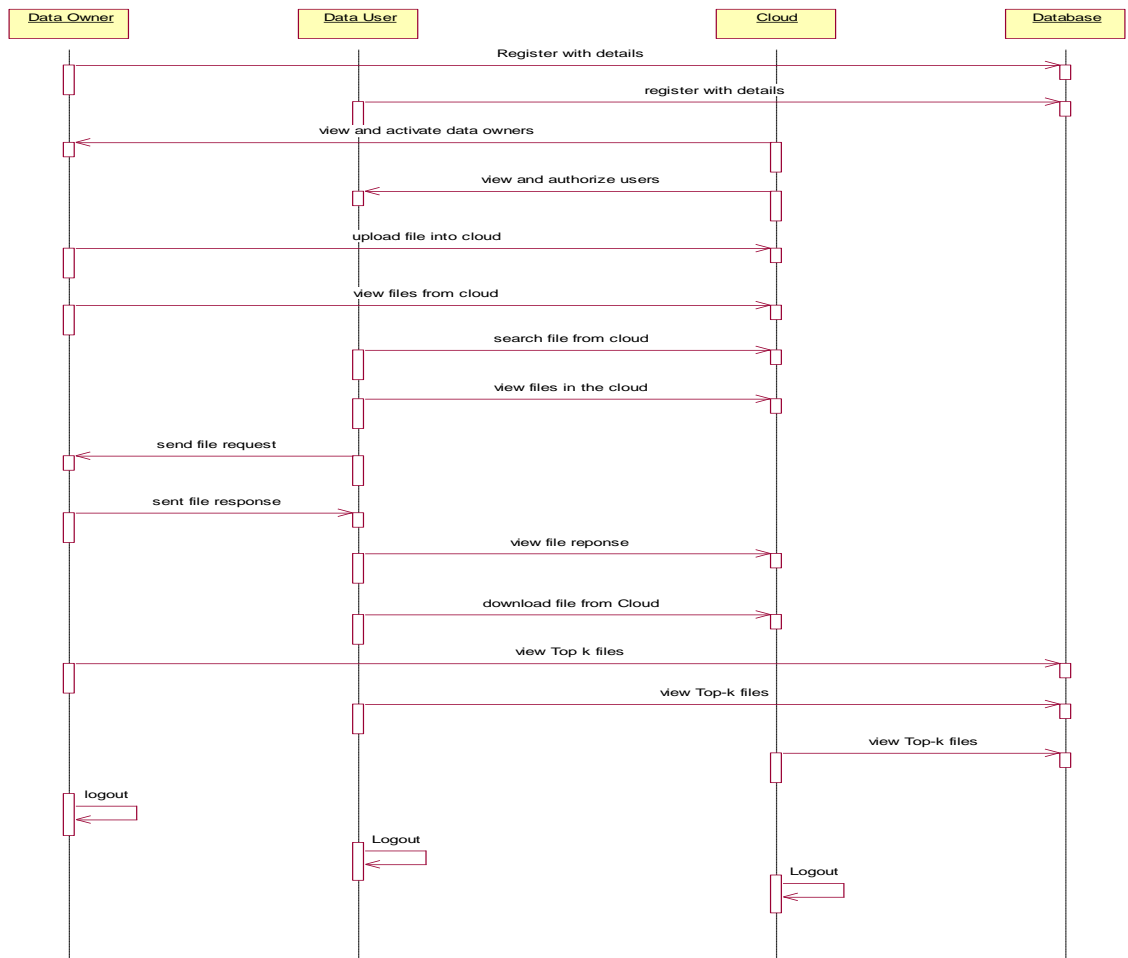 Data Owner
Data User
Cloud
Database
Register with details
register with details
view and activate data owners
view and authorize users
upload file into cloud
view files from cloud
search file from cloud
view files in the cloud
send file request
sent file response
view file reponse
download file from Cloud
view Top k files
view Top-k files
view Top-k files
logout
Logout
Logout